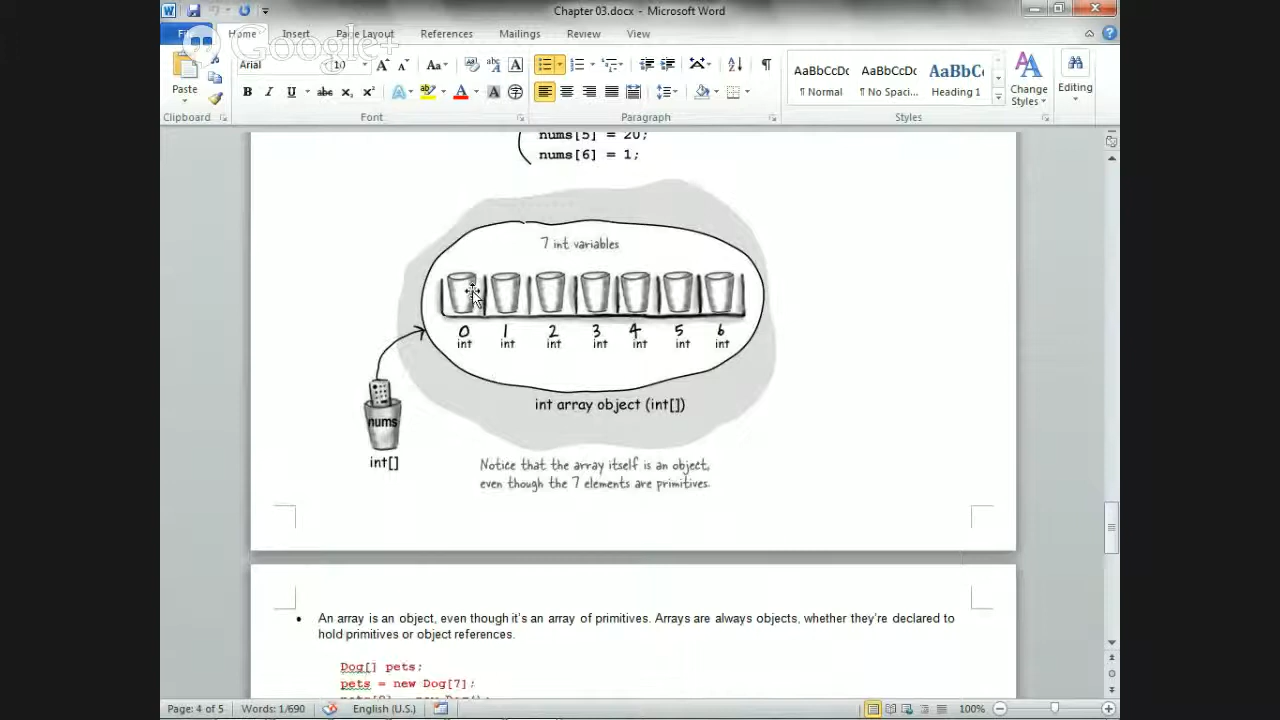 Chapter03.docx - Microsoft Word
Google+
Home Insert Page Layout References Mailings Review View
Arial 10
AaBbCcDc AaBbCcDc AaBbC
Paste ¶ Normal ¶ No Spaci... Heading 1 Change Styles Editing
Clipboard Font Paragraph Styles
nums[5] = 20;
nums[6] = 1;
7 int variables
0 1 2 3 4 5 6
int int int int int int int
int array object (int[])
nums
int[]
Notice that the array itself is an object,
even though the 7 elements are primitives.
• An array is an object, even though it's an array of primitives. Arrays are always objects, whether they're declared to
hold primitives or object references.
Dog[] pets;
pets = new Dog[7];
Page: 4 of 5 Words: 1/690 English (U.S.) 100%